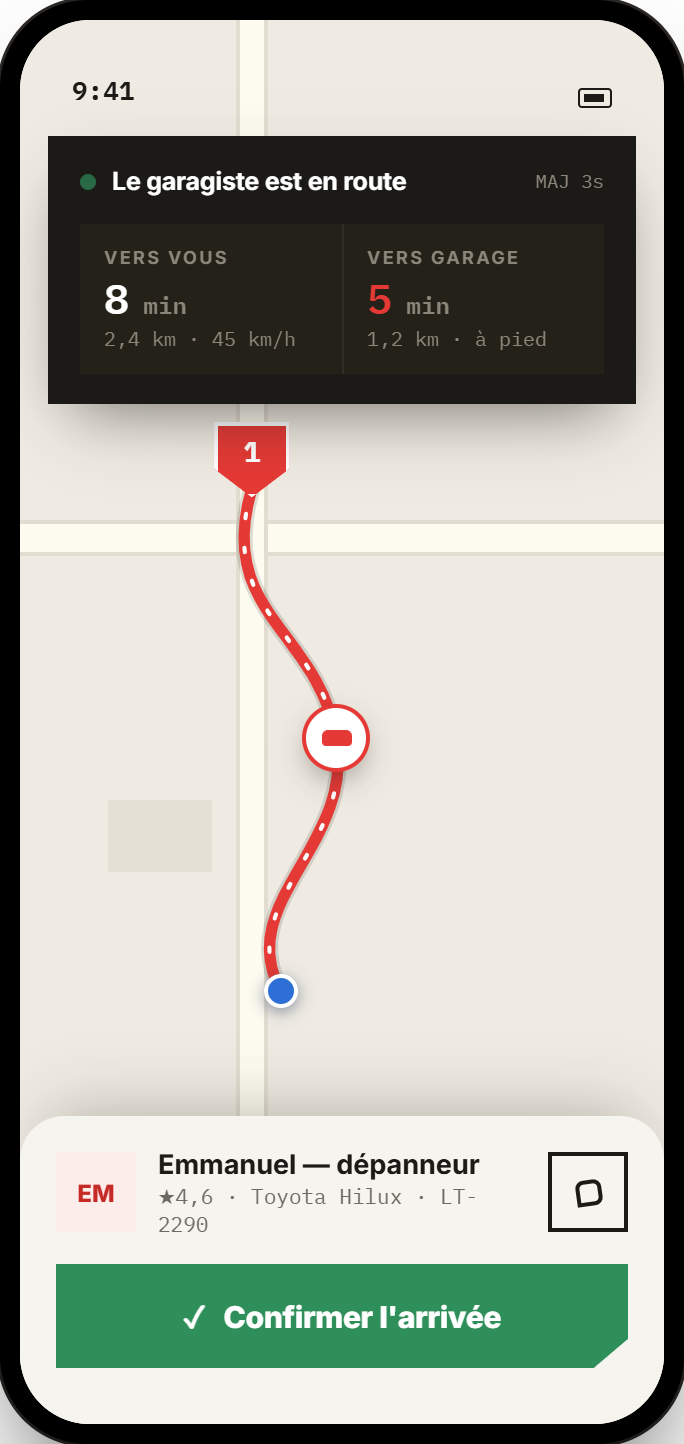 9:41
Le garagiste est en route
MAJ 3s
VERS VOUS
8 min
2,4 km · 45 km/h
VERS GARAGE
5 min
1,2 km · à pied
1
EM
Emmanuel — dépanneur
★4,6 · Toyota Hilux · LT-
2290
✓ Confirmer l'arrivée